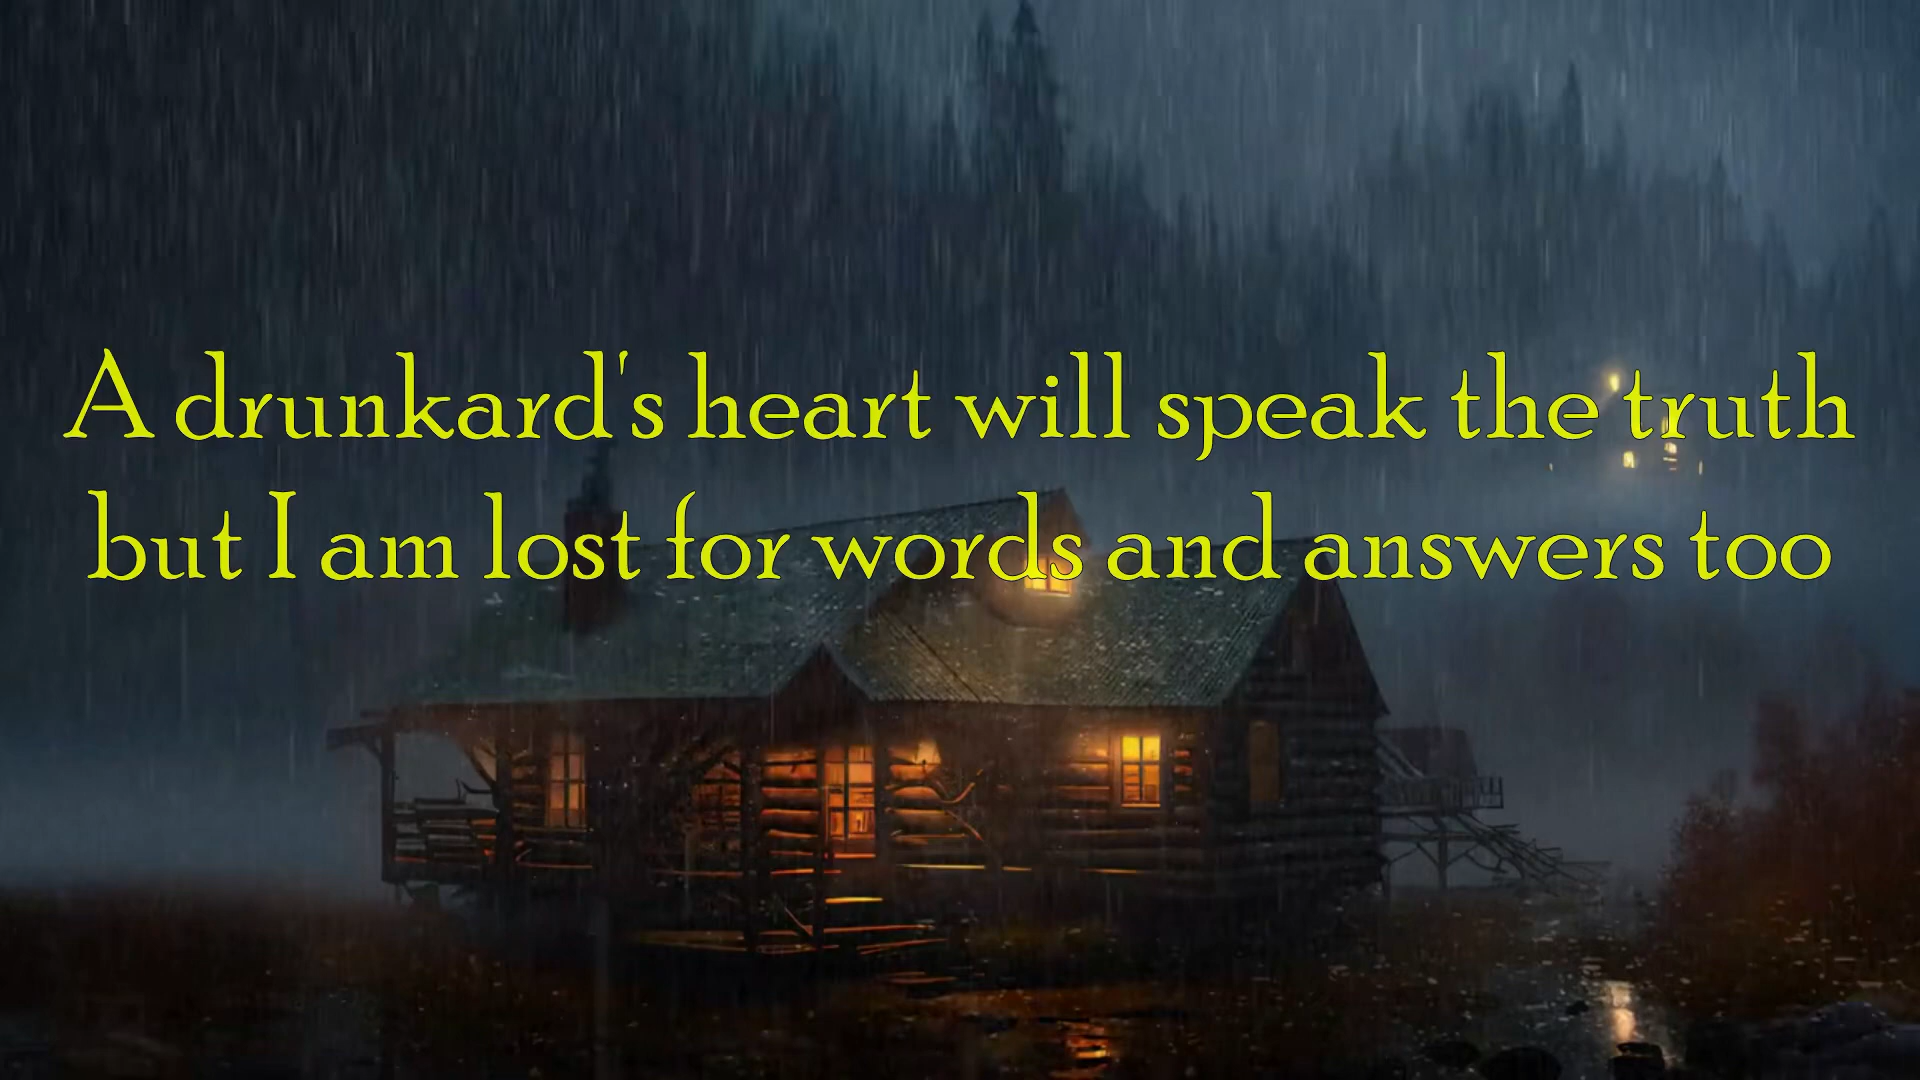 A drunkard's heart will speak the truth
but I am lost for words and answers too